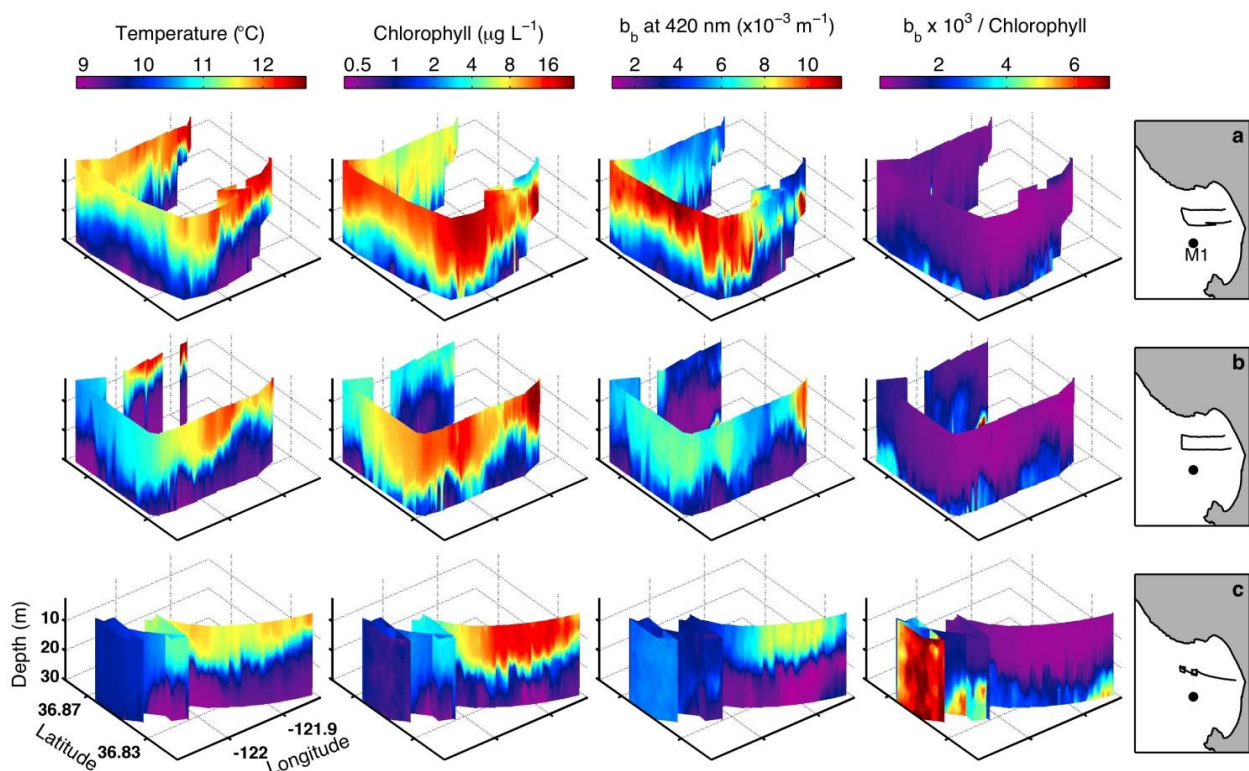 Temperature (°C)
Chlorophyll (μg L⁻¹)
b_b at 420 nm (x10⁻³ m⁻¹)
b_b x 10³ / Chlorophyll
9 10 11 12
0.5 1 2 4 8 16
2 4 6 8 10
2 4 6
a
M1
b
c
Depth (m)
10
20
30
36.87
36.83
Latitude
-122
-121.9
Longitude